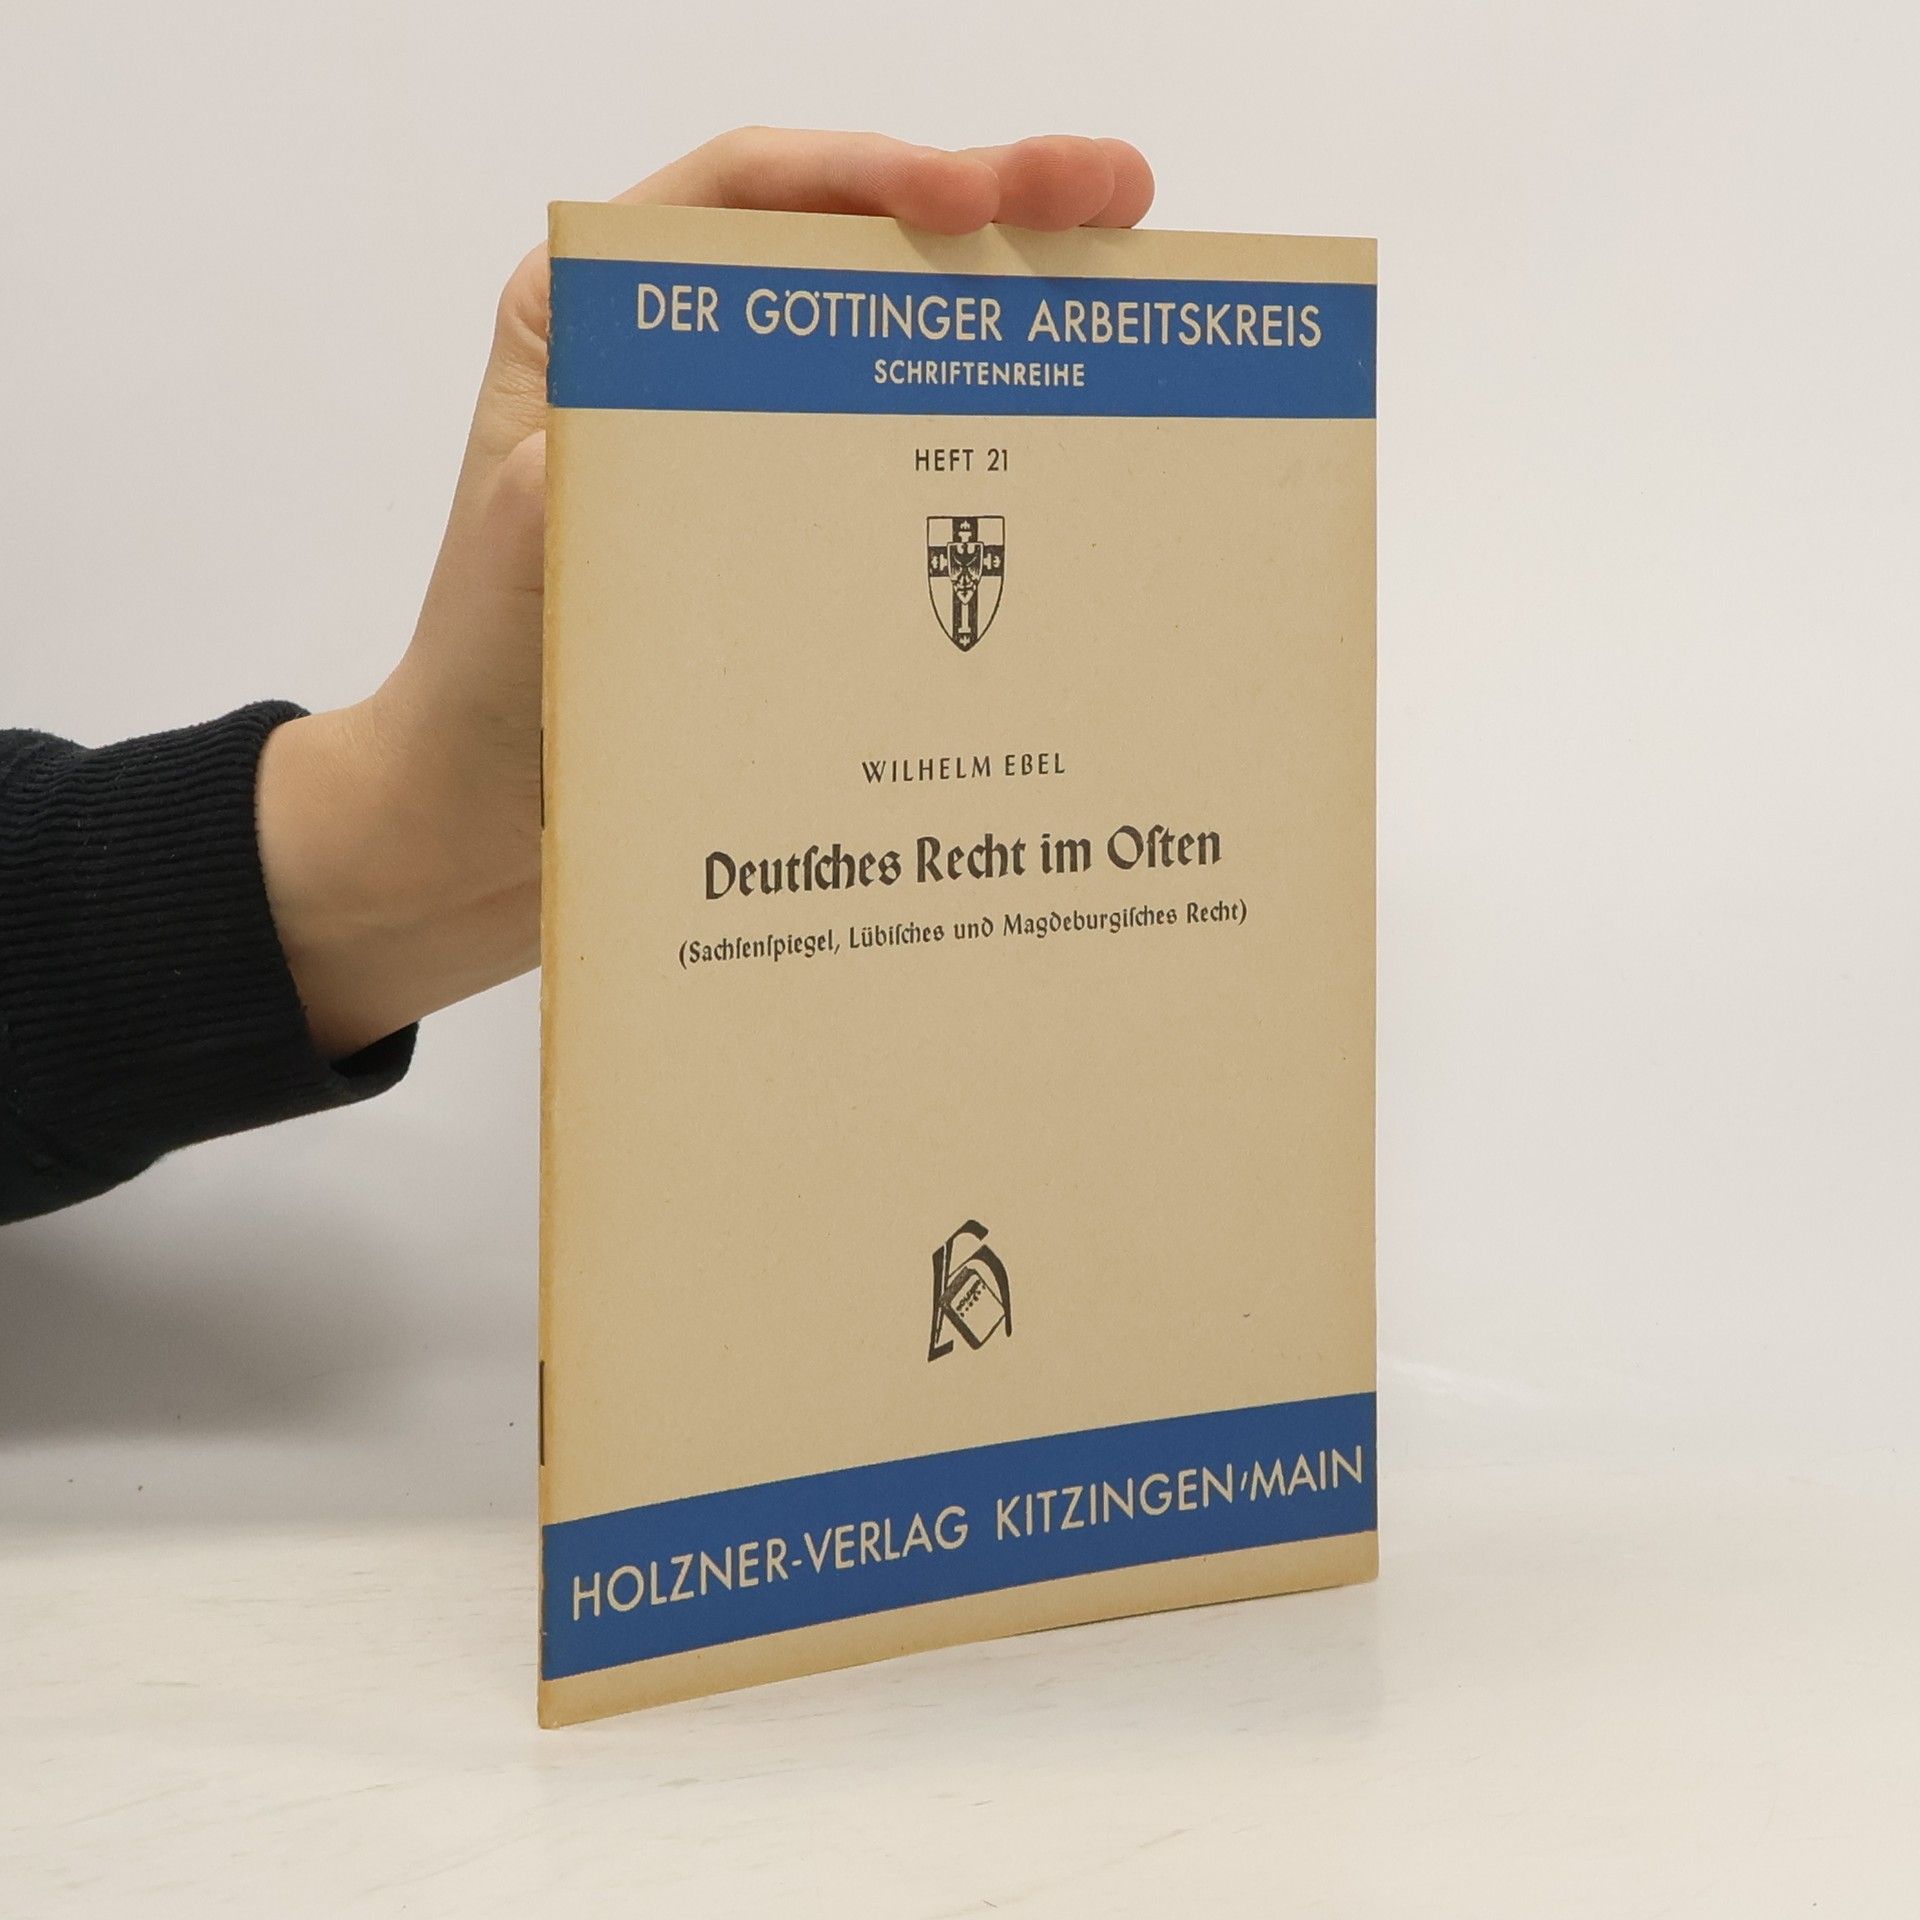 DER GÖTTINGER ARBEITSKREIS
SCHRIFTENREIHE
HEFT 21
WILHELM EBEL
Deutſches Recht im Oſten
(Sachſenſpiegel, Lübiſches und Magdeburgiſches Recht)
HOLZNER-VERLAG KITZINGEN/MAIN